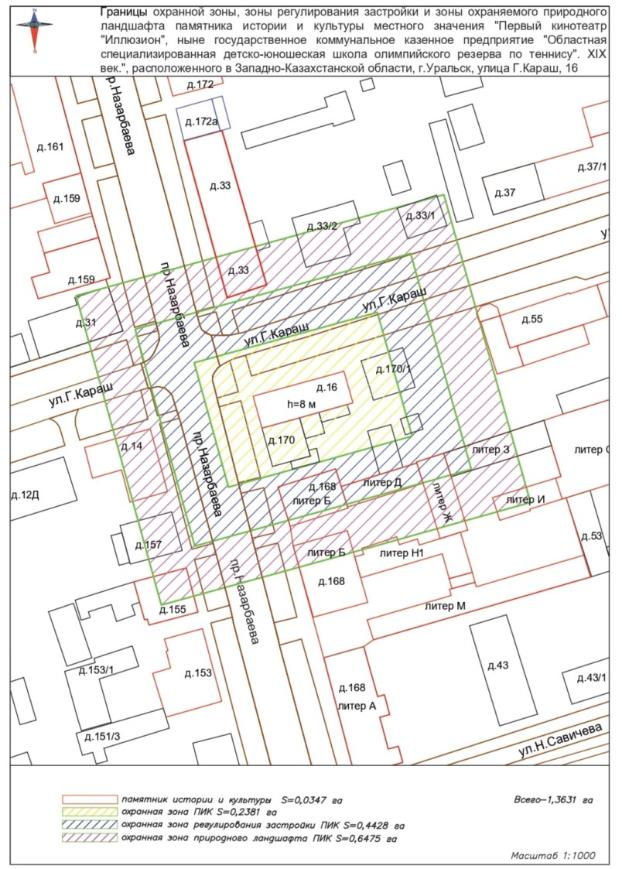 Границы охранной зоны, зоны регулирования застройки и зоны охраняемого природного
ландшафта памятника истории и культуры местного значения "Первый кинотеатр
"Иллюзион", ныне государственное коммунальное казенное предприятие "Областная
специализированная детско-юношеская школа олимпийского резерва по теннису". XIX
век.", расположенного в Западно-Казахстанской области, г.Уральск, улица Г.Караш, 16
д.172
пр.Назарбаева
д.172а
д.161
д.33
д.37/1
д.159
д.37
д.33/1
д.33/2
д.33
д.159
пр.Назарбаева
д.31
ул.Г.Караш
д.55
ул.Г.Караш
д.170/1
д.16
ул.Г.Караш
h=8 м
д.170
д.14
пр.Назарбаева
литер З
д.168
литер Д
д.12Д
литер Б
литер Ж
литер И
д.53
д.157
литер Б
литер Н1
пр.Назарбаева
д.168
д.155
литер М
д.153/1
д.153
д.43
д.43/1
д.168
литер А
д.151/3
ул.Н.Савичева
памятник истории и культуры S=0,0347 га
Всего-1,3631 га
охранная зона ПИК S=0,2381 га
охранная зона регулирования застройки ПИК S=0,4428 га
охранная зона природного ландшафта ПИК S=0,6475 га
Масштаб 1:1000